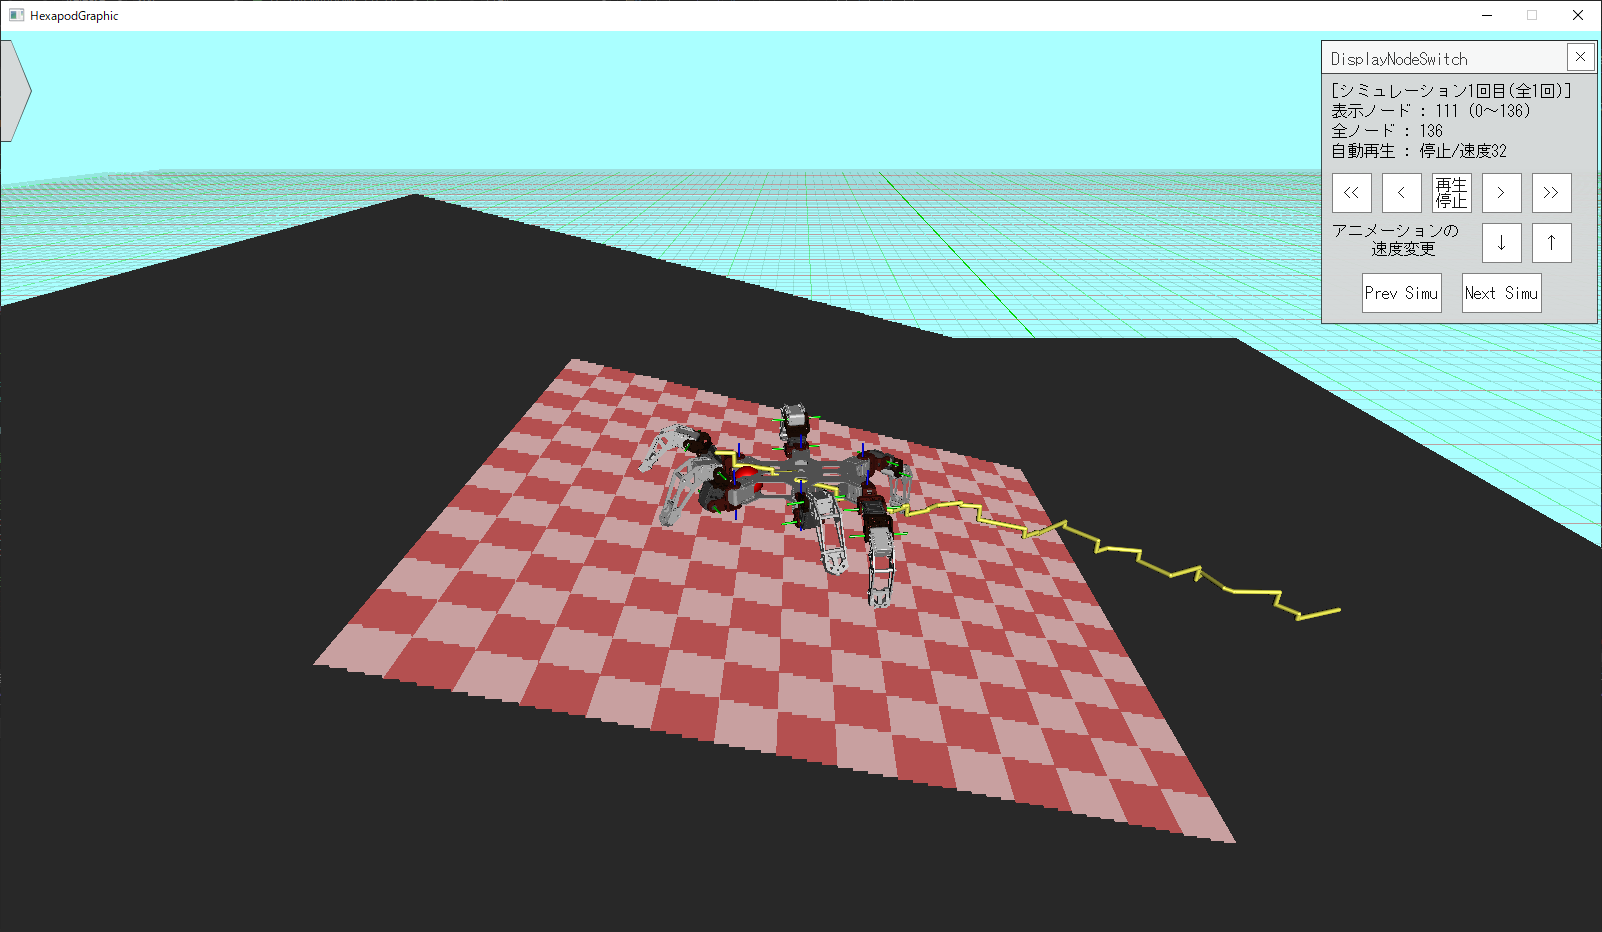 HexapodGraphic
DisplayNodeSwitch
[シミュレーション1回目(全1回)]
表示ノード : 111 (0～136)
全ノード : 136
自動再生 : 停止/速度32
<< < 再生 > >>
停止
アニメーションの ↓ ↑
速度変更
Prev Simu Next Simu